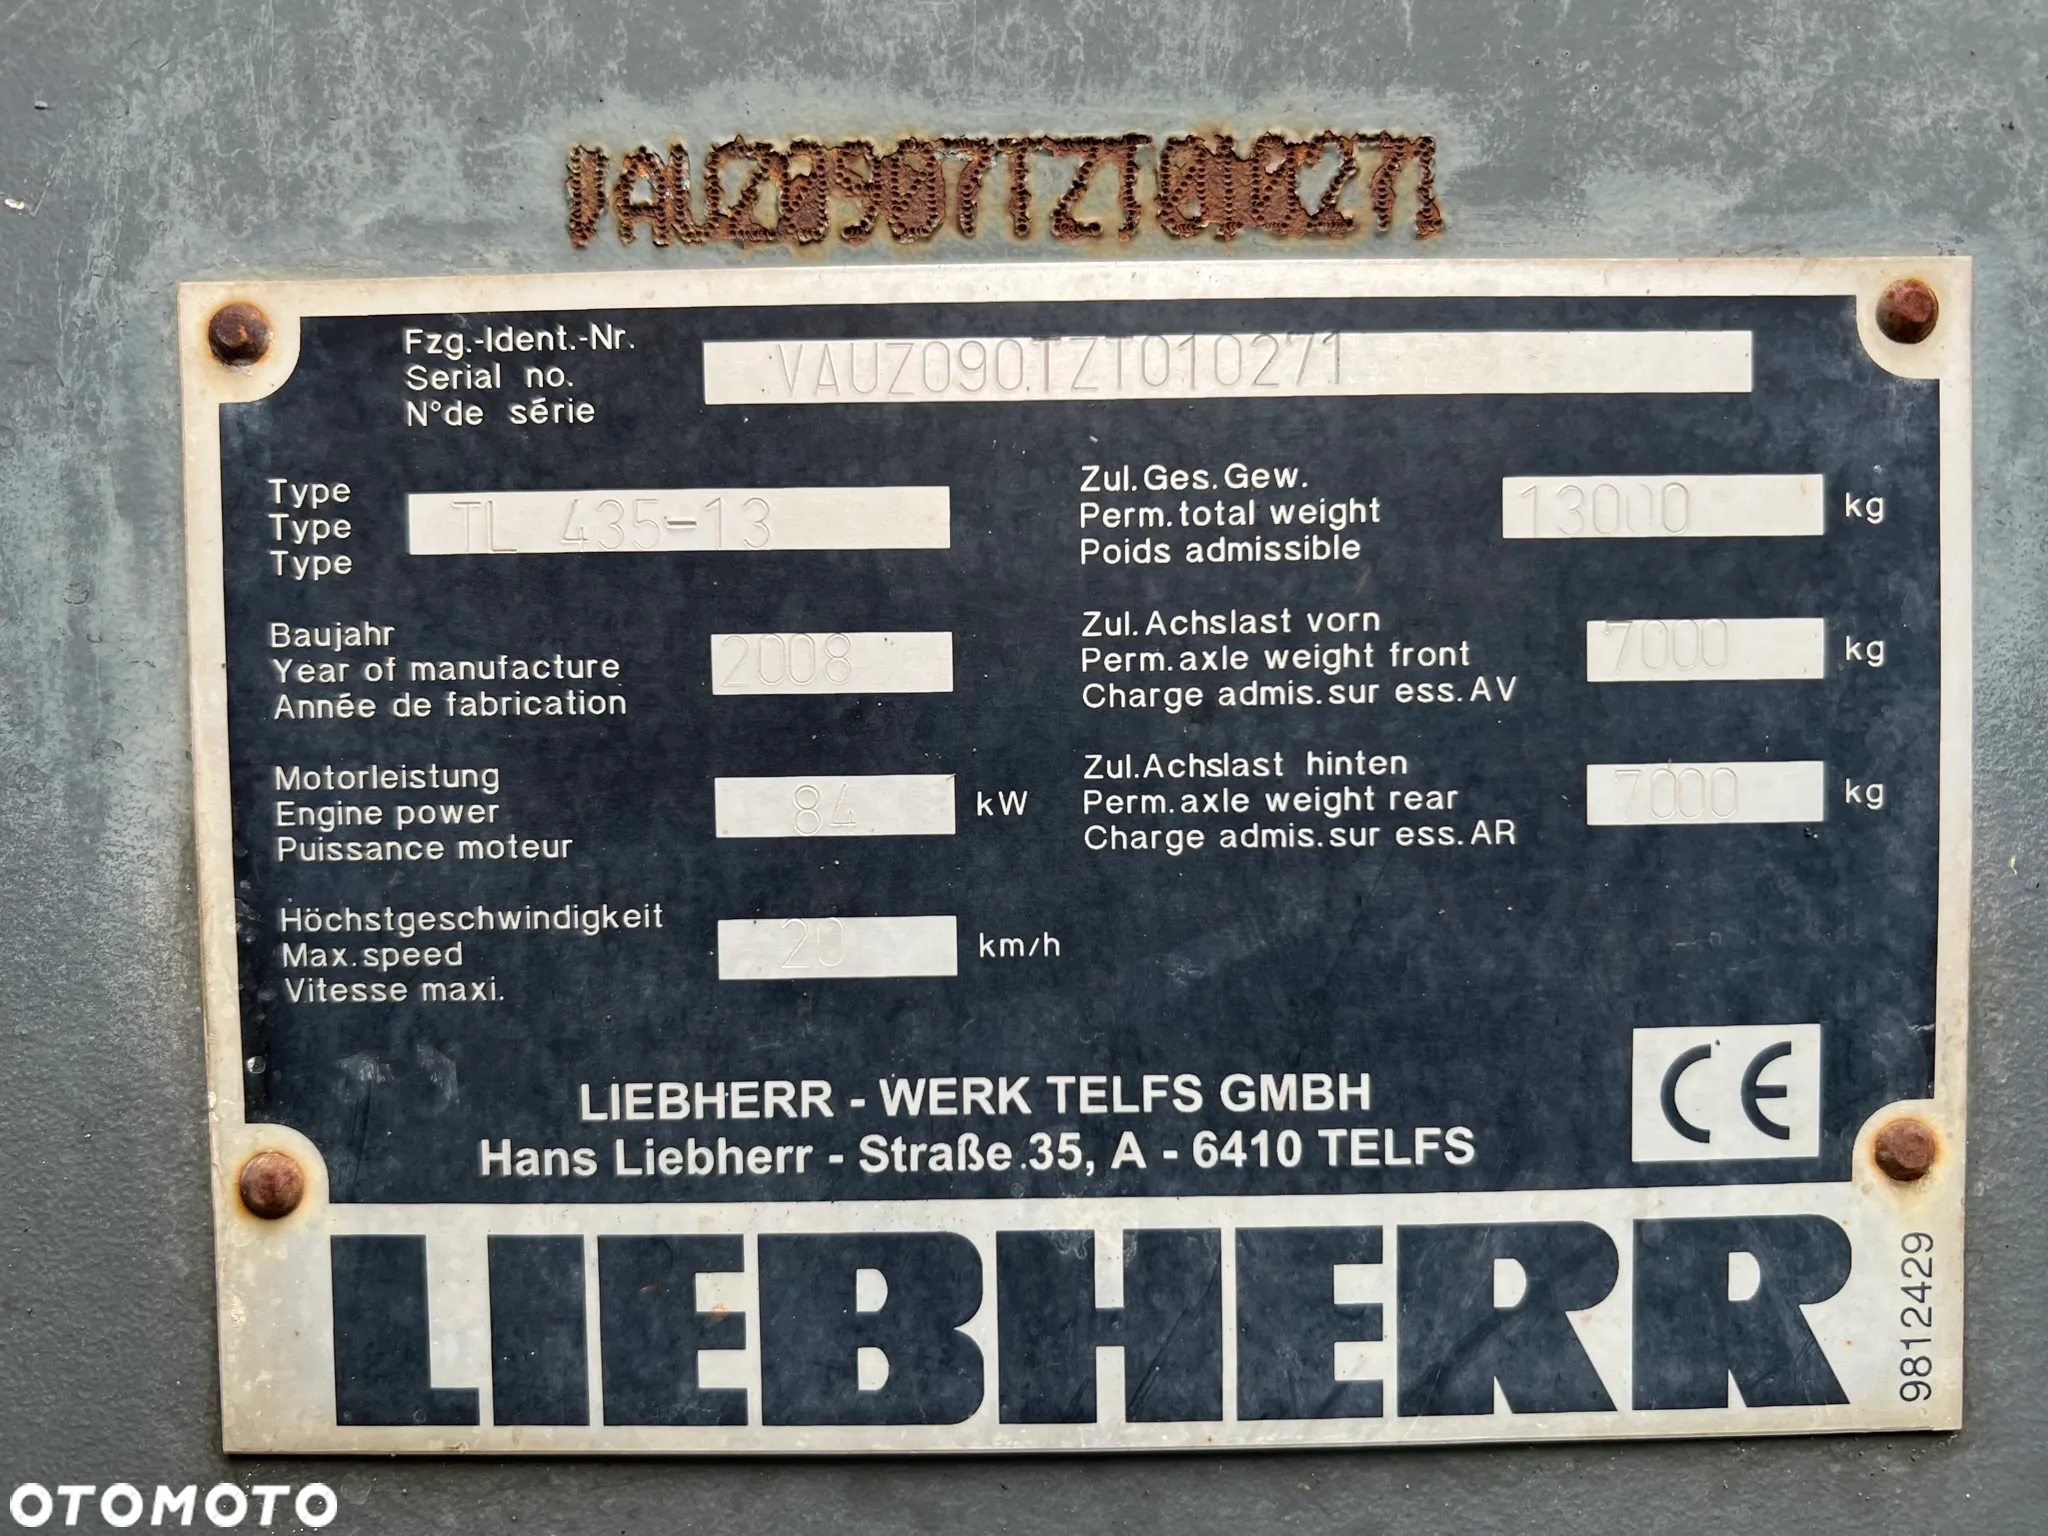 VAUZ0907TZT010271
Fzg.-Ident.-Nr.
Serial no.
N°de série
VAUZ090TZT010271
Type
Type
Type
TL 435-13
Zul.Ges.Gew.
Perm.total weight
Poids admissible
13000 kg
Baujahr
Year of manufacture
Année de fabrication
2008
Zul.Achslast vorn
Perm.axle weight front
Charge admis.sur ess.AV
7000 kg
Motorleistung
Engine power
Puissance moteur
84 kW
Zul.Achslast hinten
Perm.axle weight rear
Charge admis.sur ess.AR
7000 kg
Höchstgeschwindigkeit
Max.speed
Vitesse maxi.
20 km/h
CE
LIEBHERR - WERK TELFS GMBH
Hans Liebherr - Straße.35, A - 6410 TELFS
LIEBHERR
9812429
OTOMOTO